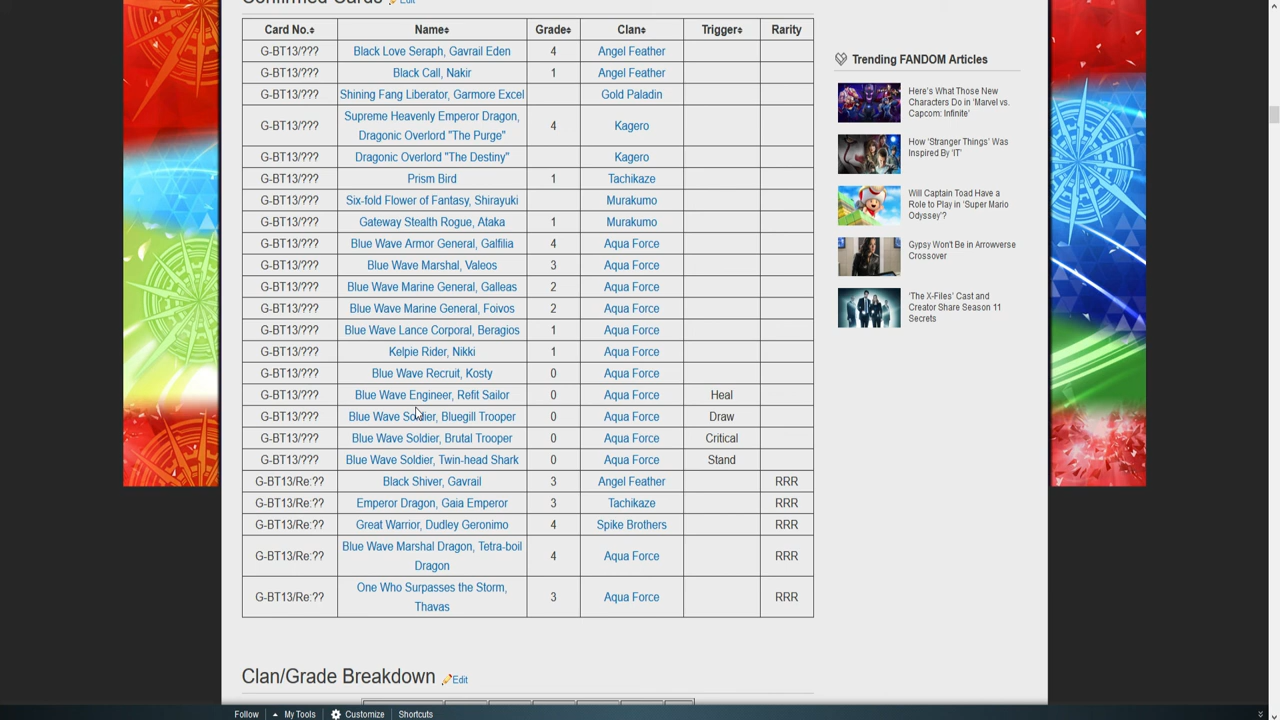 Confirmed Cards Edit
Card No. Name Grade Clan Trigger Rarity
G-BT13/??? Black Love Seraph, Gavrail Eden 4 Angel Feather
G-BT13/??? Black Call, Nakir 1 Angel Feather
G-BT13/??? Shining Fang Liberator, Garmore Excel Gold Paladin
G-BT13/??? Supreme Heavenly Emperor Dragon,
Dragonic Overlord "The Purge" 4 Kagero
G-BT13/??? Dragonic Overlord "The Destiny" Kagero
G-BT13/??? Prism Bird 1 Tachikaze
G-BT13/??? Six-fold Flower of Fantasy, Shirayuki Murakumo
G-BT13/??? Gateway Stealth Rogue, Ataka 1 Murakumo
G-BT13/??? Blue Wave Armor General, Galfilia 4 Aqua Force
G-BT13/??? Blue Wave Marshal, Valeos 3 Aqua Force
G-BT13/??? Blue Wave Marine General, Galleas 2 Aqua Force
G-BT13/??? Blue Wave Marine General, Foivos 2 Aqua Force
G-BT13/??? Blue Wave Lance Corporal, Beragios 1 Aqua Force
G-BT13/??? Kelpie Rider, Nikki 1 Aqua Force
G-BT13/??? Blue Wave Recruit, Kosty 0 Aqua Force
G-BT13/??? Blue Wave Engineer, Refit Sailor 0 Aqua Force Heal
G-BT13/??? Blue Wave Soldier, Bluegill Trooper 0 Aqua Force Draw
G-BT13/??? Blue Wave Soldier, Brutal Trooper 0 Aqua Force Critical
G-BT13/??? Blue Wave Soldier, Twin-head Shark 0 Aqua Force Stand
G-BT13/Re:?? Black Shiver, Gavrail 3 Angel Feather RRR
G-BT13/Re:?? Emperor Dragon, Gaia Emperor 3 Tachikaze RRR
G-BT13/Re:?? Great Warrior, Dudley Geronimo 4 Spike Brothers RRR
G-BT13/Re:?? Blue Wave Marshal Dragon, Tetra-boil
Dragon 4 Aqua Force RRR
G-BT13/Re:?? One Who Surpasses the Storm,
Thavas 3 Aqua Force RRR
Clan/Grade Breakdown Edit
Trending FANDOM Articles
Here's What Those New
Characters Do in 'Marvel vs.
Capcom: Infinite'
How 'Stranger Things' Was
Inspired By 'IT'
Will Captain Toad Have a
Role to Play in 'Super Mario
Odyssey'?
Gypsy Won't Be in Arrowverse
Crossover
'The X-Files' Cast and
Creator Share Season 11
Secrets
Follow My Tools Customize Shortcuts